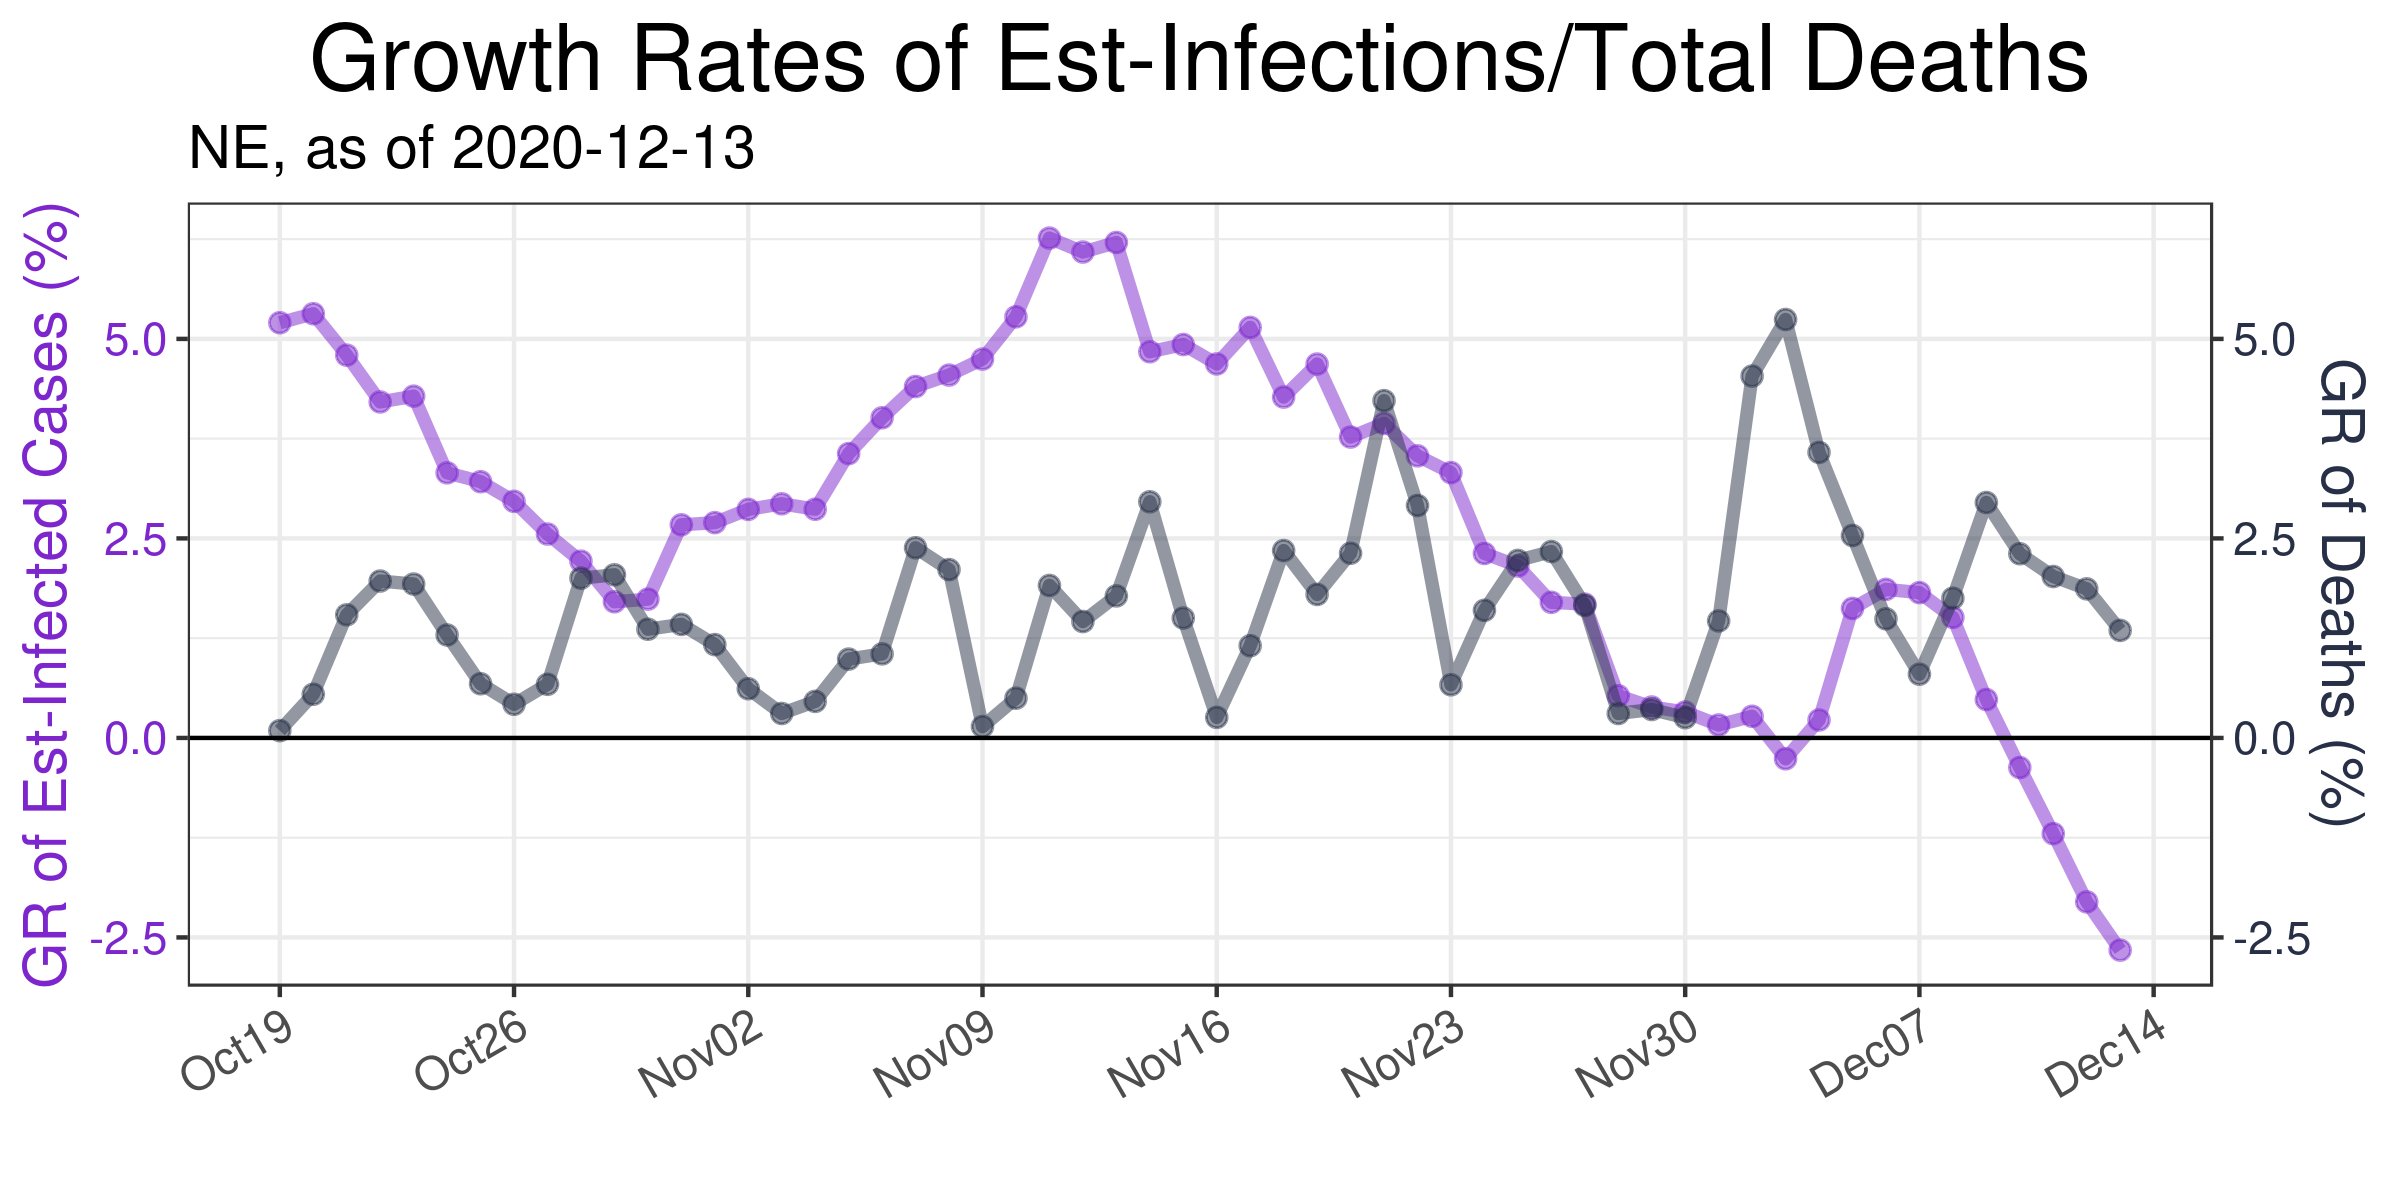 Growth Rates of Est-Infections/Total Deaths
NE, as of 2020-12-13
GR of Est-Infected Cases (%)
5.0
2.5
0.0
-2.5
5.0
2.5
0.0
-2.5
GR of Deaths (%)
Oct19
Oct26
Nov02
Nov09
Nov16
Nov23
Nov30
Dec07
Dec14